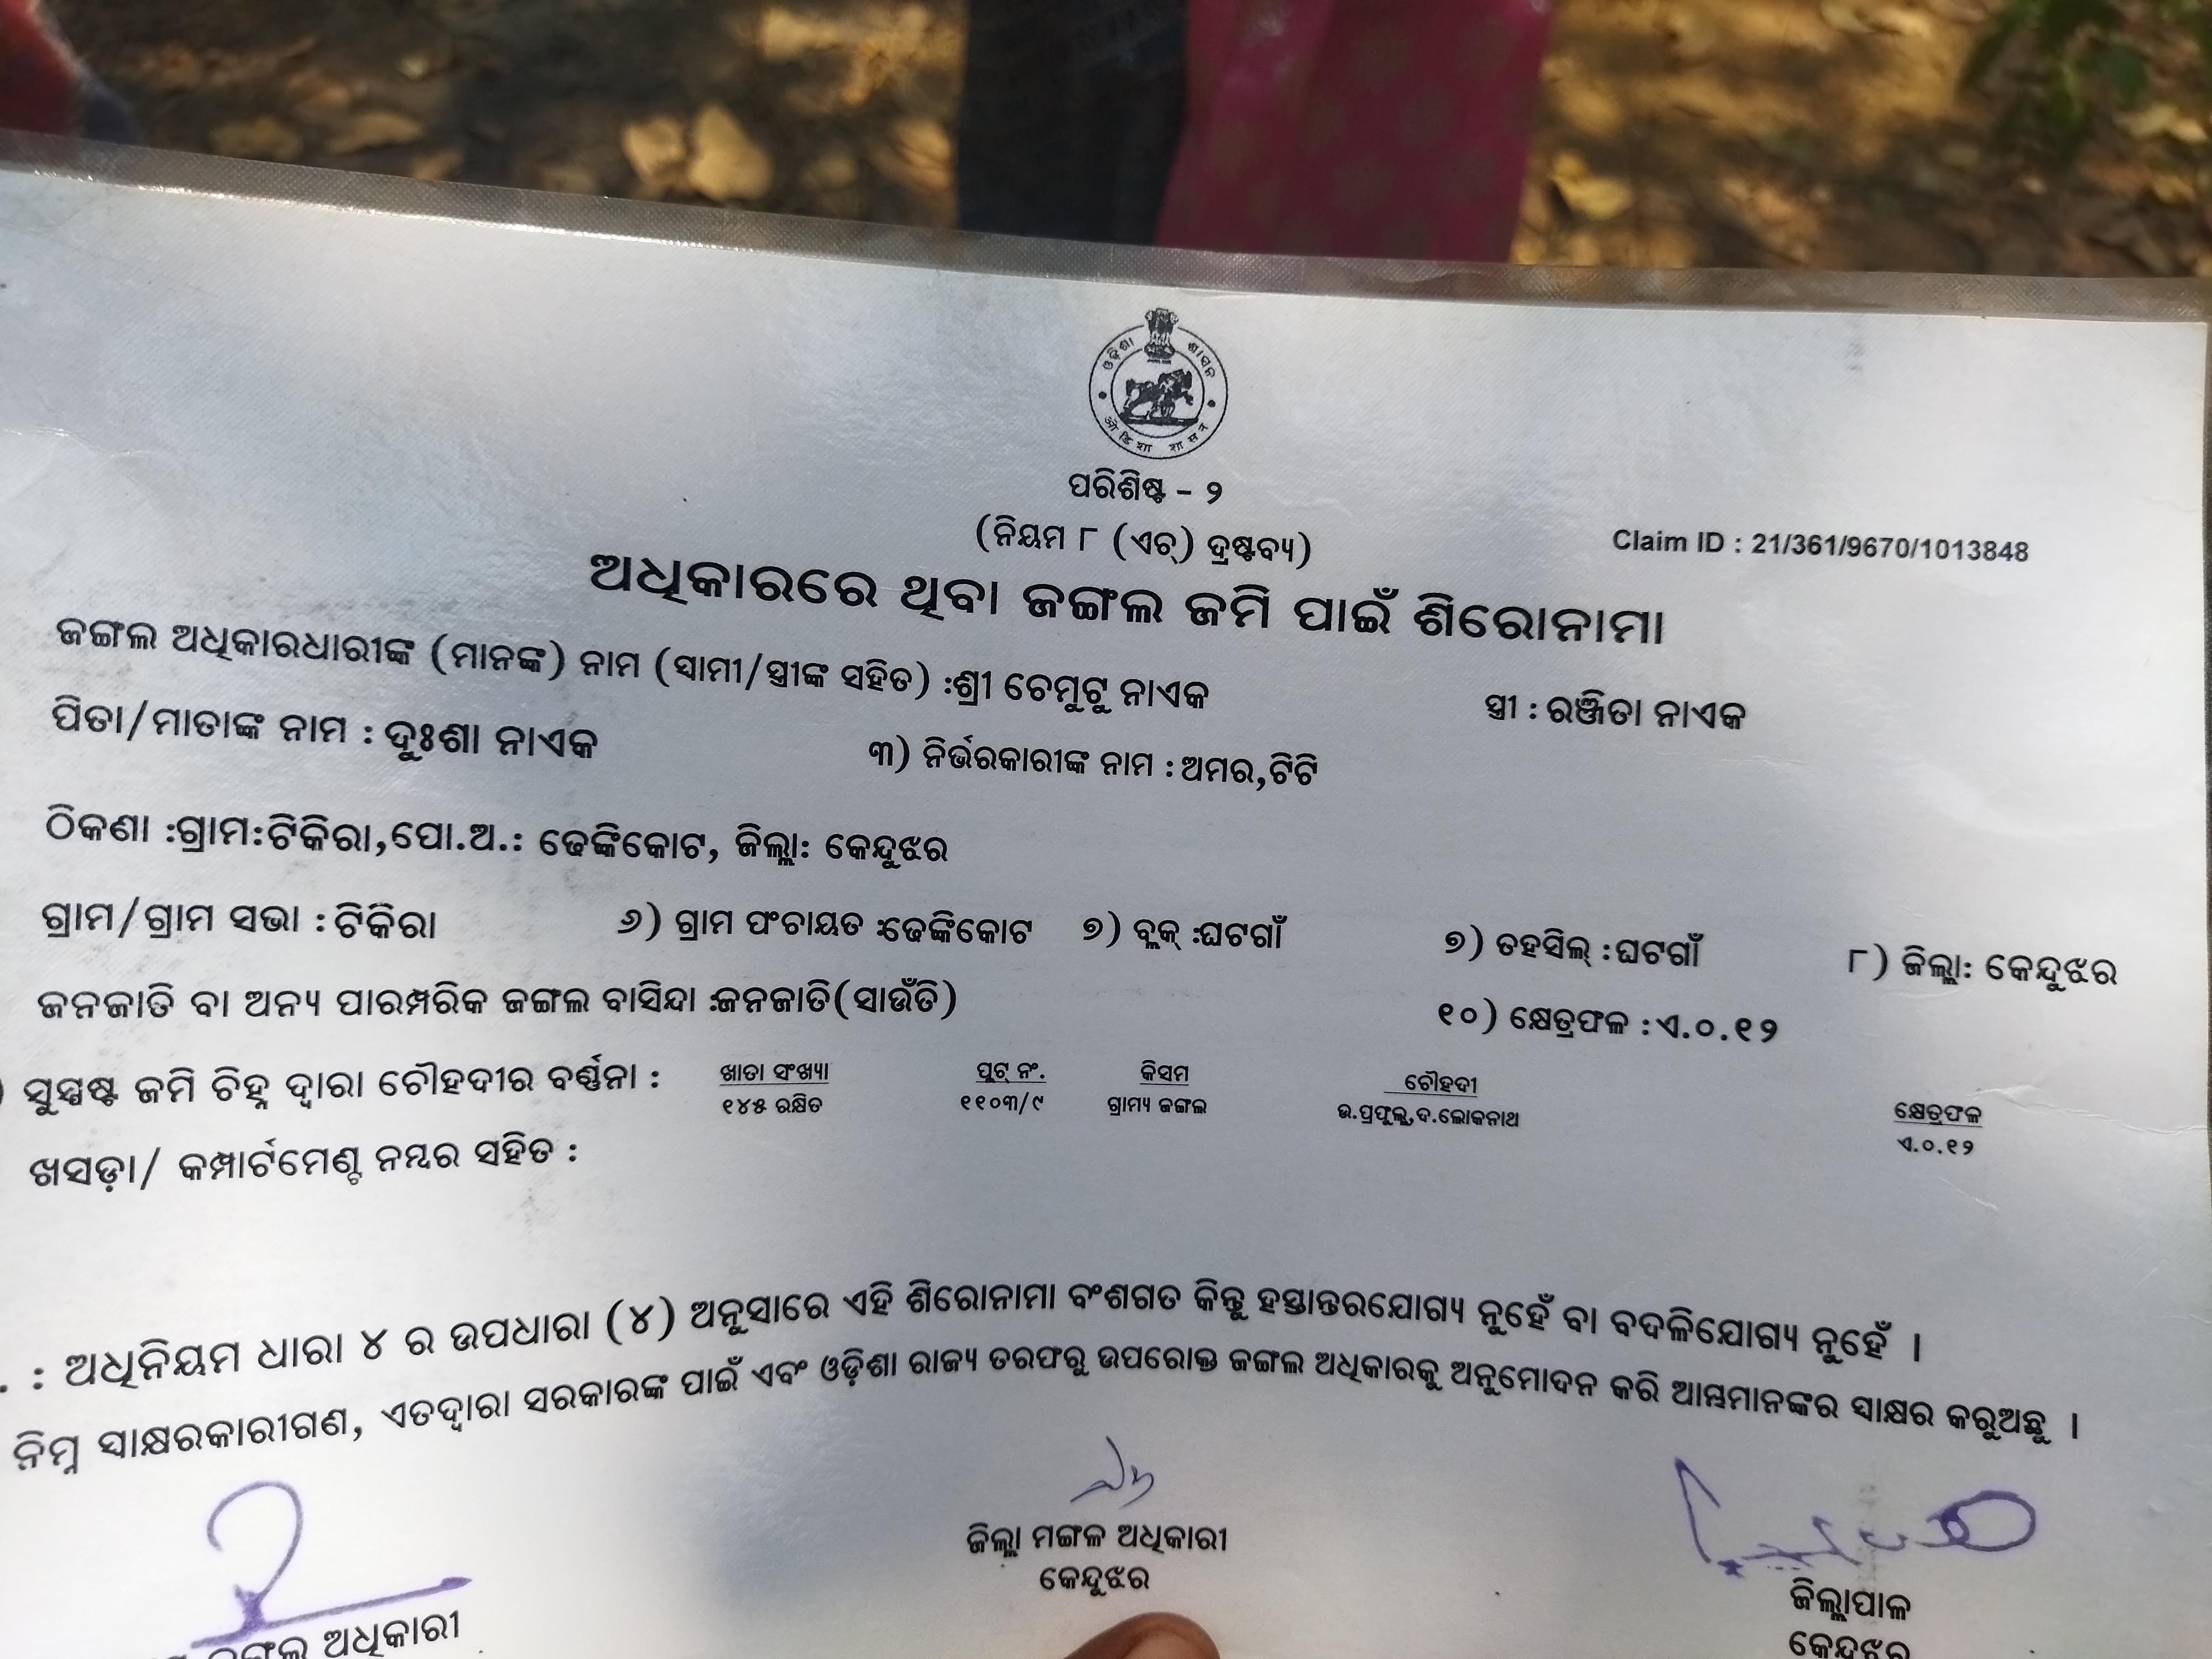 ଓଡ଼ିଶା ଶାସନ
ओडिशा शासन
ପରିଶିଷ୍ଟ - ୨
(ନିୟମ ୮ (ଏଚ୍) ଦ୍ରଷ୍ଟବ୍ୟ)
Claim ID : 21/361/9670/1013848
ଅଧିକାରରେ ଥିବା ଜଙ୍ଗଲ ଜମି ପାଇଁ ଶିରୋନାମା
ଜଙ୍ଗଲ ଅଧିକାରଧାରୀଙ୍କ (ମାନଙ୍କ) ନାମ (ସ୍ୱାମୀ/ସ୍ତ୍ରୀଙ୍କ ସହିତ) :ଶ୍ରୀ ଚେମୁଟୁ ନାଏକ ସ୍ତ୍ରୀ : ରଞ୍ଜିତା ନାଏକ
ପିତା/ମାତାଙ୍କ ନାମ : ଦୁଃଶା ନାଏକ ୩) ନିର୍ଭରକାରୀଙ୍କ ନାମ : ଅମର,ଟିଟି
ଠିକଣା :ଗ୍ରାମ:ଟିକିରା,ପୋ.ଅ.: ଢେଙ୍କିକୋଟ, ଜିଲ୍ଲା: କେନ୍ଦୁଝର
ଗ୍ରାମ/ଗ୍ରାମ ସଭା : ଟିକିରା ୬) ଗ୍ରାମ ପଂଚାୟତ :ଢେଙ୍କିକୋଟ ୭) ବ୍ଲକ୍ :ଘଟଗାଁ ୭) ତହସିଲ୍ :ଘଟଗାଁ ୮) ଜିଲ୍ଲା: କେନ୍ଦୁଝର
ଜନଜାତି ବା ଅନ୍ୟ ପାରମ୍ପରିକ ଜଙ୍ଗଲ ବାସିନ୍ଦା :ଜନଜାତି(ସାଉଁତି) ୧୦) କ୍ଷେତ୍ରଫଳ :ଏ.୦.୧୨
) ସୁସ୍ପଷ୍ଟ ଜମି ଚିହ୍ନ ଦ୍ୱାରା ଚୌହଦୀର ବର୍ଣ୍ଣନା : ଖାତା ସଂଖ୍ୟା ପ୍ଲଟ୍ ନଂ. କିସମ ଚୌହଦୀ କ୍ଷେତ୍ରଫଳ
୧୪୫ ରକ୍ଷିତ ୧୧୦୩/୯ ଗ୍ରାମ୍ୟ ଜଙ୍ଗଲ ଉ.ପ୍ରଫୁଲ୍ଲ,ଦ.ଲୋକନାଥ ଏ.୦.୧୨
ଖସଡ଼ା/ କମ୍ପାର୍ଟମେଣ୍ଟ ନମ୍ବର ସହିତ :
. : ଅଧିନିୟମ ଧାରା ୪ ର ଉପଧାରା (୪) ଅନୁସାରେ ଏହି ଶିରୋନାମା ବଂଶଗତ କିନ୍ତୁ ହସ୍ତାନ୍ତରଯୋଗ୍ୟ ନୁହେଁ ବା ବଦଳିଯୋଗ୍ୟ ନୁହେଁ ।
ନିମ୍ନ ସ୍ୱାକ୍ଷରକାରୀଗଣ, ଏତଦ୍ୱାରା ସରକାରଙ୍କ ପାଇଁ ଏବଂ ଓଡ଼ିଶା ରାଜ୍ୟ ତରଫରୁ ଉପରୋକ୍ତ ଜଙ୍ଗଲ ଅଧିକାରକୁ ଅନୁମୋଦନ କରି ଆମ୍ଭମାନଙ୍କର ସ୍ୱାକ୍ଷର କରୁଅଛୁ ।
ଜଙ୍ଗଲ ଅଧିକାରୀ
ଜିଲ୍ଲା ମଙ୍ଗଳ ଅଧିକାରୀ
କେନ୍ଦୁଝର
ଜିଲ୍ଲାପାଳ
କେନ୍ଦୁଝର